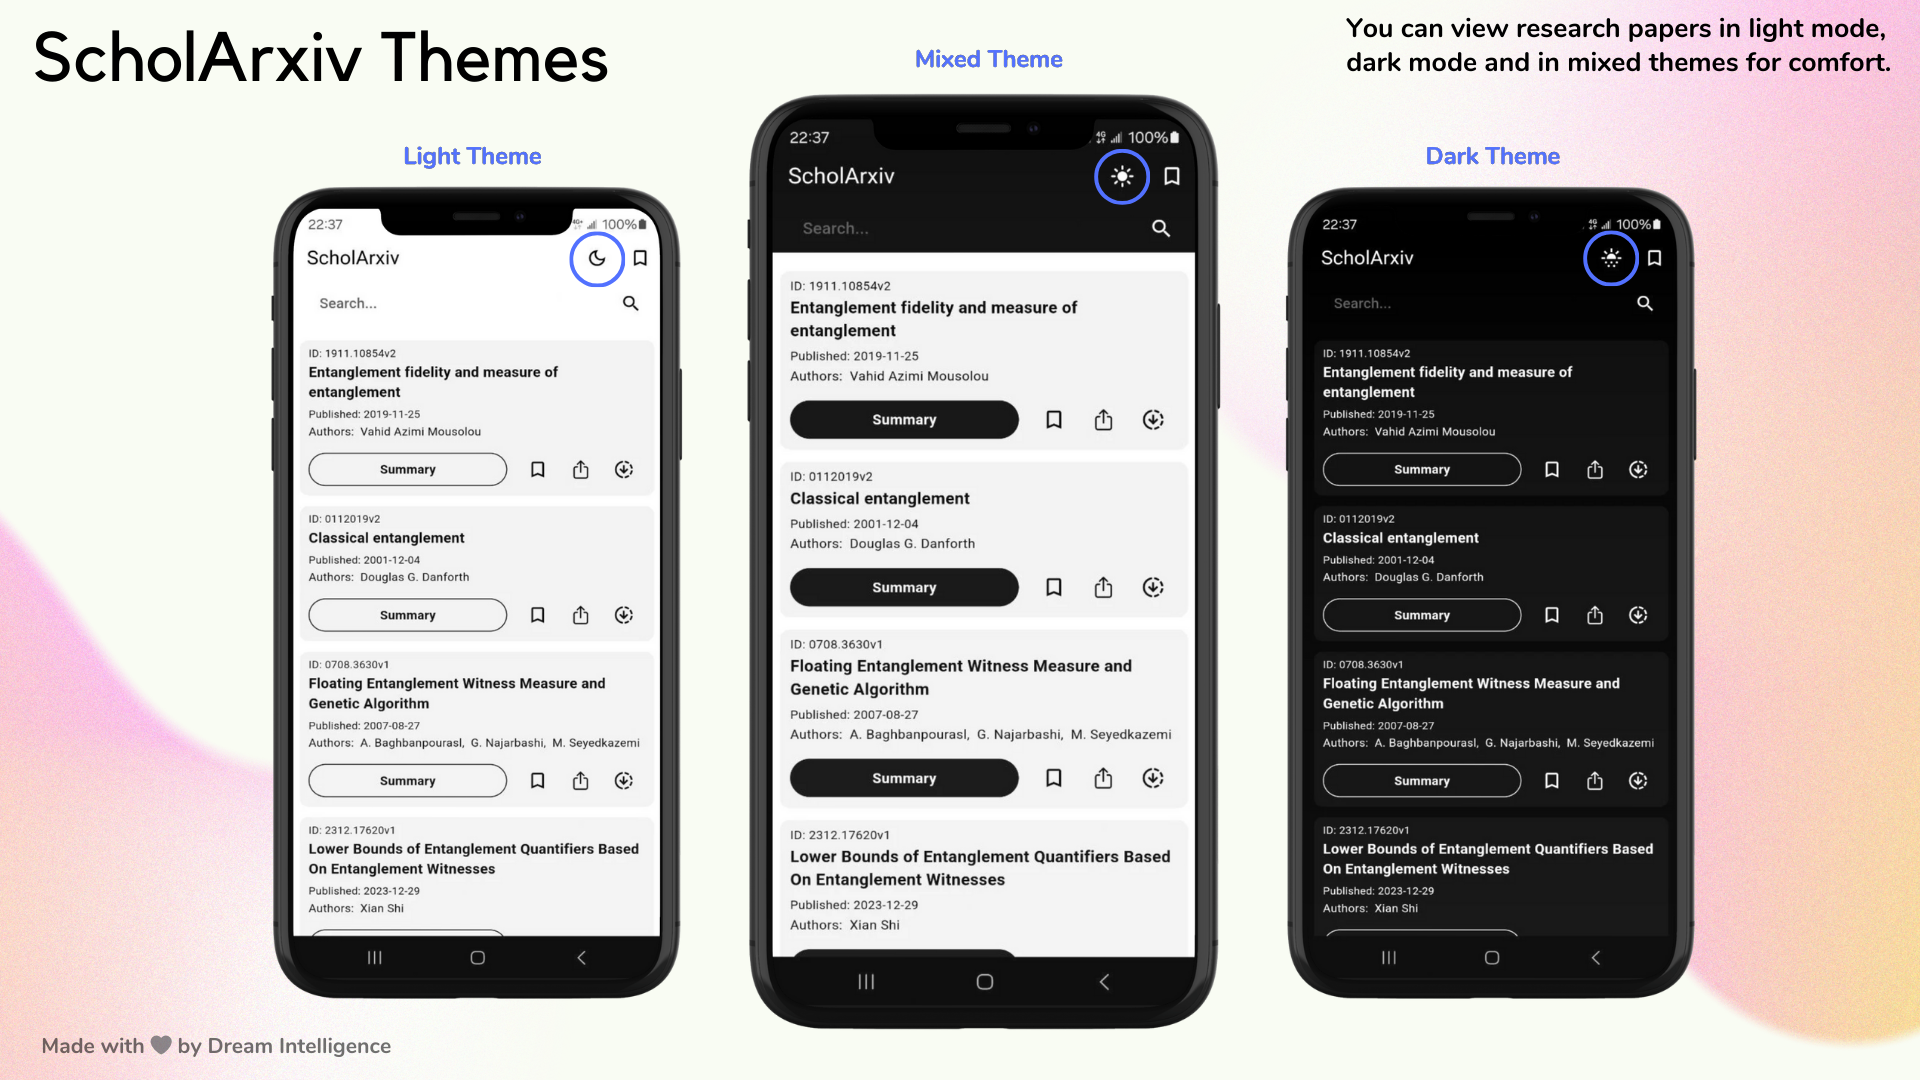 ScholArxiv Themes
You can view research papers in light mode,
dark mode and in mixed themes for comfort.
Light Theme
22:37
4G+ 100%
ScholArxiv
Search...
ID: 1911.10854v2
Entanglement fidelity and measure of
entanglement
Published: 2019-11-25
Authors: Vahid Azimi Mousolou
Summary
ID: 0112019v2
Classical entanglement
Published: 2001-12-04
Authors: Douglas G. Danforth
Summary
ID: 0708.3630v1
Floating Entanglement Witness Measure and
Genetic Algorithm
Published: 2007-08-27
Authors: A. Baghbanpourasl, G. Najarbashi, M. Seyedkazemi
Summary
ID: 2312.17620v1
Lower Bounds of Entanglement Quantifiers Based
On Entanglement Witnesses
Published: 2023-12-29
Authors: Xian Shi
Mixed Theme
22:37
4G 100%
ScholArxiv
Search...
ID: 1911.10854v2
Entanglement fidelity and measure of
entanglement
Published: 2019-11-25
Authors: Vahid Azimi Mousolou
Summary
ID: 0112019v2
Classical entanglement
Published: 2001-12-04
Authors: Douglas G. Danforth
Summary
ID: 0708.3630v1
Floating Entanglement Witness Measure and
Genetic Algorithm
Published: 2007-08-27
Authors: A. Baghbanpourasl, G. Najarbashi, M. Seyedkazemi
Summary
ID: 2312.17620v1
Lower Bounds of Entanglement Quantifiers Based
On Entanglement Witnesses
Published: 2023-12-29
Authors: Xian Shi
Dark Theme
22:37
4G 100%
ScholArxiv
Search...
ID: 1911.10854v2
Entanglement fidelity and measure of
entanglement
Published: 2019-11-25
Authors: Vahid Azimi Mousolou
Summary
ID: 0112019v2
Classical entanglement
Published: 2001-12-04
Authors: Douglas G. Danforth
Summary
ID: 0708.3630v1
Floating Entanglement Witness Measure and
Genetic Algorithm
Published: 2007-08-27
Authors: A. Baghbanpourasl, G. Najarbashi, M. Seyedkazemi
Summary
ID: 2312.17620v1
Lower Bounds of Entanglement Quantifiers Based
On Entanglement Witnesses
Published: 2023-12-29
Authors: Xian Shi
Made with 🖤 by Dream Intelligence